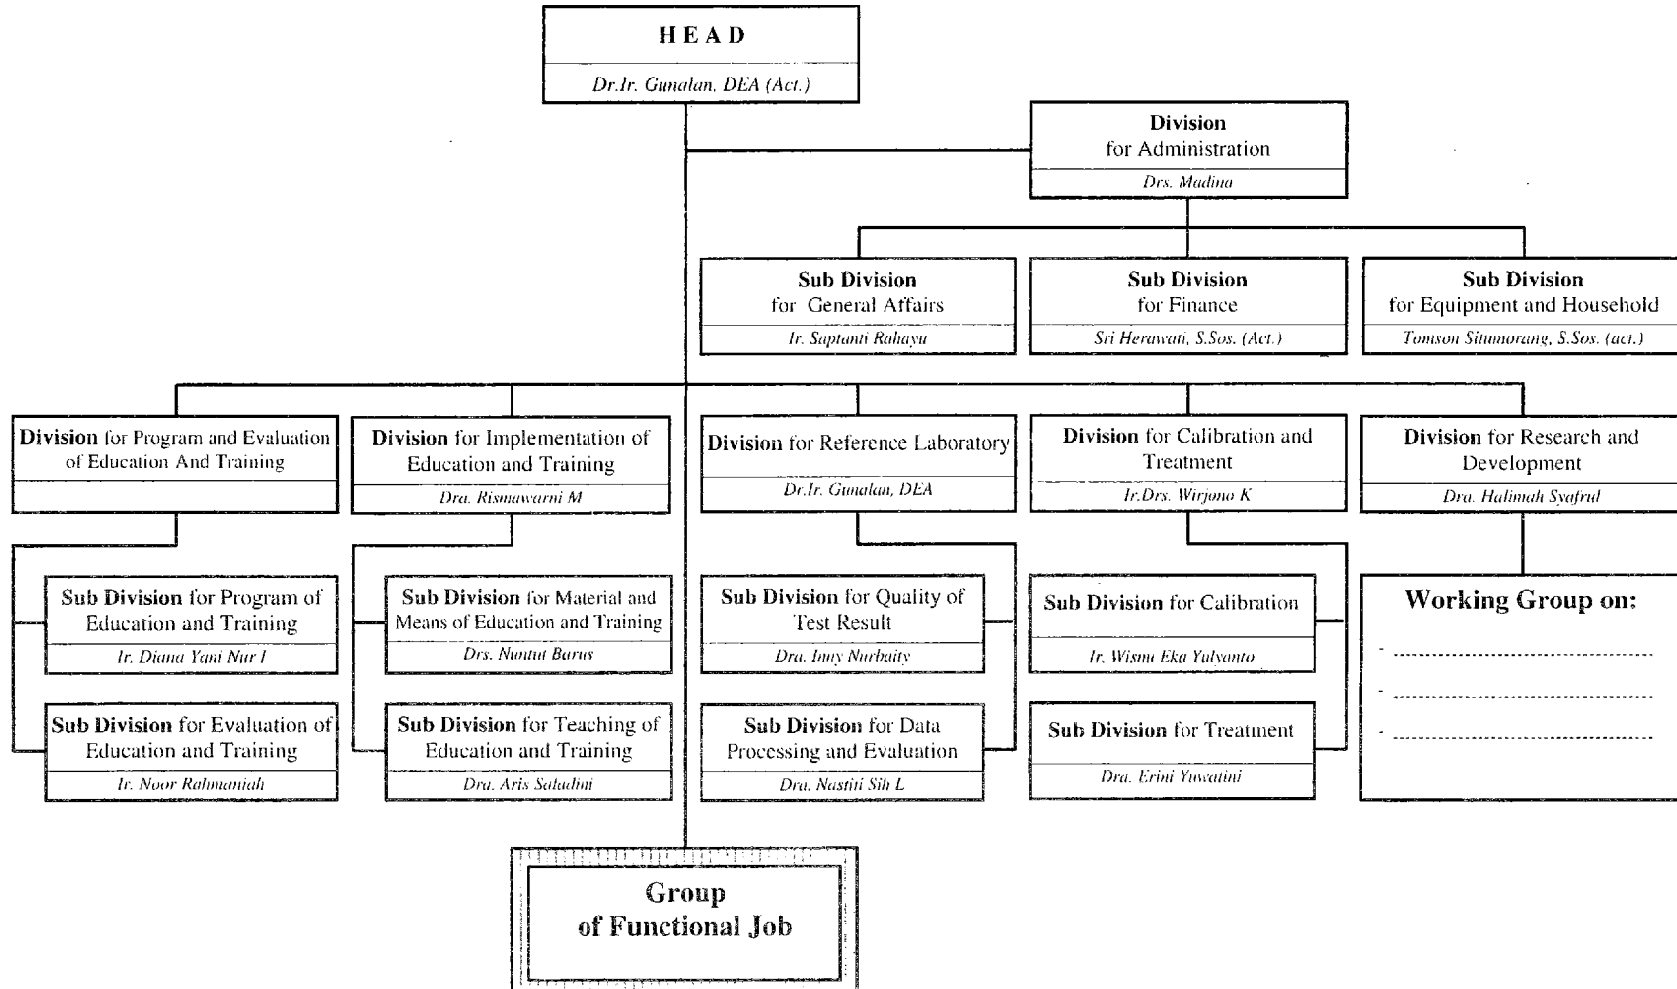 HEAD
Dr.Ir. Gunalan, DEA (Act.)
Division
for Administration
Drs. Madina
Sub Division
for General Affairs
Ir. Saptanti Rahayu
Sub Division
for Finance
Sri Herawati, S.Sos. (Act.)
Sub Division
for Equipment and Household
Tomson Situmorang, S.Sos. (act.)
Division for Program and Evaluation
of Education And Training
Division for Implementation of
Education and Training
Dra. Rismawarni M
Division for Reference Laboratory
Dr.Ir. Gunalan, DEA
Division for Calibration and
Treatment
Ir.Drs. Wirjono K
Division for Research and
Development
Dra. Halimah Syafrul
Sub Division for Program of
Education and Training
Ir. Diana Yani Nur I
Sub Division for Material and
Means of Education and Training
Drs. Barus
Sub Division for Quality of
Test Result
Dra. Nurbaity
Sub Division for Calibration
Ir. Wisnu Eka Yulyanto
Working Group on:
Sub Division for Evaluation of
Education and Training
Ir. Noor Rahmaniah
Sub Division for Teaching of
Education and Training
Dra. Aris
Sub Division for Data
Processing and Evaluation
Dra. Nastiti Sih L
Sub Division for Treatment
Dra. Erini Yuwatini
Group
of Functional Job